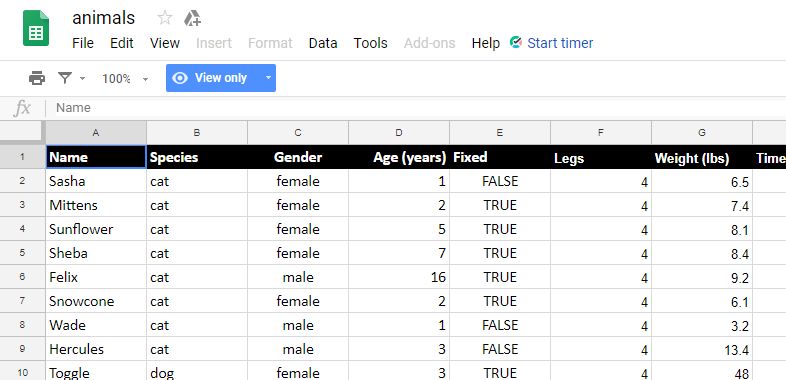 animals
File Edit View Insert Format Data Tools Add-ons Help Start timer
100% View only
fx Name
A B C D E F G
1 Name Species Gender Age (years) Fixed Legs Weight (lbs) Time
2 Sasha cat female 1 FALSE 4 6.5
3 Mittens cat female 2 TRUE 4 7.4
4 Sunflower cat female 5 TRUE 4 8.1
5 Sheba cat female 7 TRUE 4 8.4
6 Felix cat male 16 TRUE 4 9.2
7 Snowcone cat female 2 TRUE 4 6.1
8 Wade cat male 1 FALSE 4 3.2
9 Hercules cat male 3 FALSE 4 13.4
10 Toggle dog female 3 TRUE 4 48